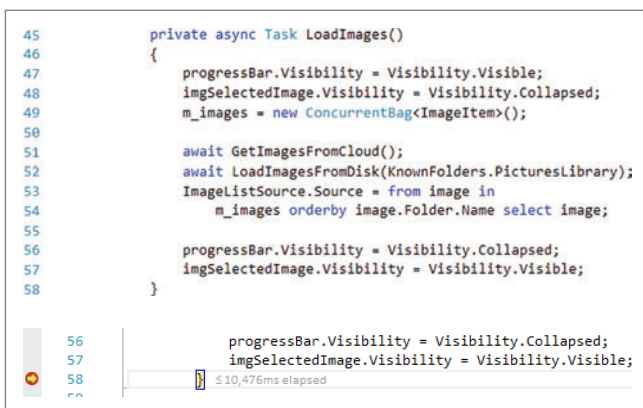 45 private async Task LoadImages()
46 {
47 progressBar.Visibility = Visibility.Visible;
48 imgSelectedImage.Visibility = Visibility.Collapsed;
49 m_images = new ConcurrentBag<ImageItem>();
50
51 await GetImagesFromCloud();
52 await LoadImagesFromDisk(KnownFolders.PicturesLibrary);
53 ImageListSource.Source = from image in
54 m_images orderby image.Folder.Name select image;
55
56 progressBar.Visibility = Visibility.Collapsed;
57 imgSelectedImage.Visibility = Visibility.Visible;
58 }
56 progressBar.Visibility = Visibility.Collapsed;
57 imgSelectedImage.Visibility = Visibility.Visible;
58 } ≤10,476ms elapsed